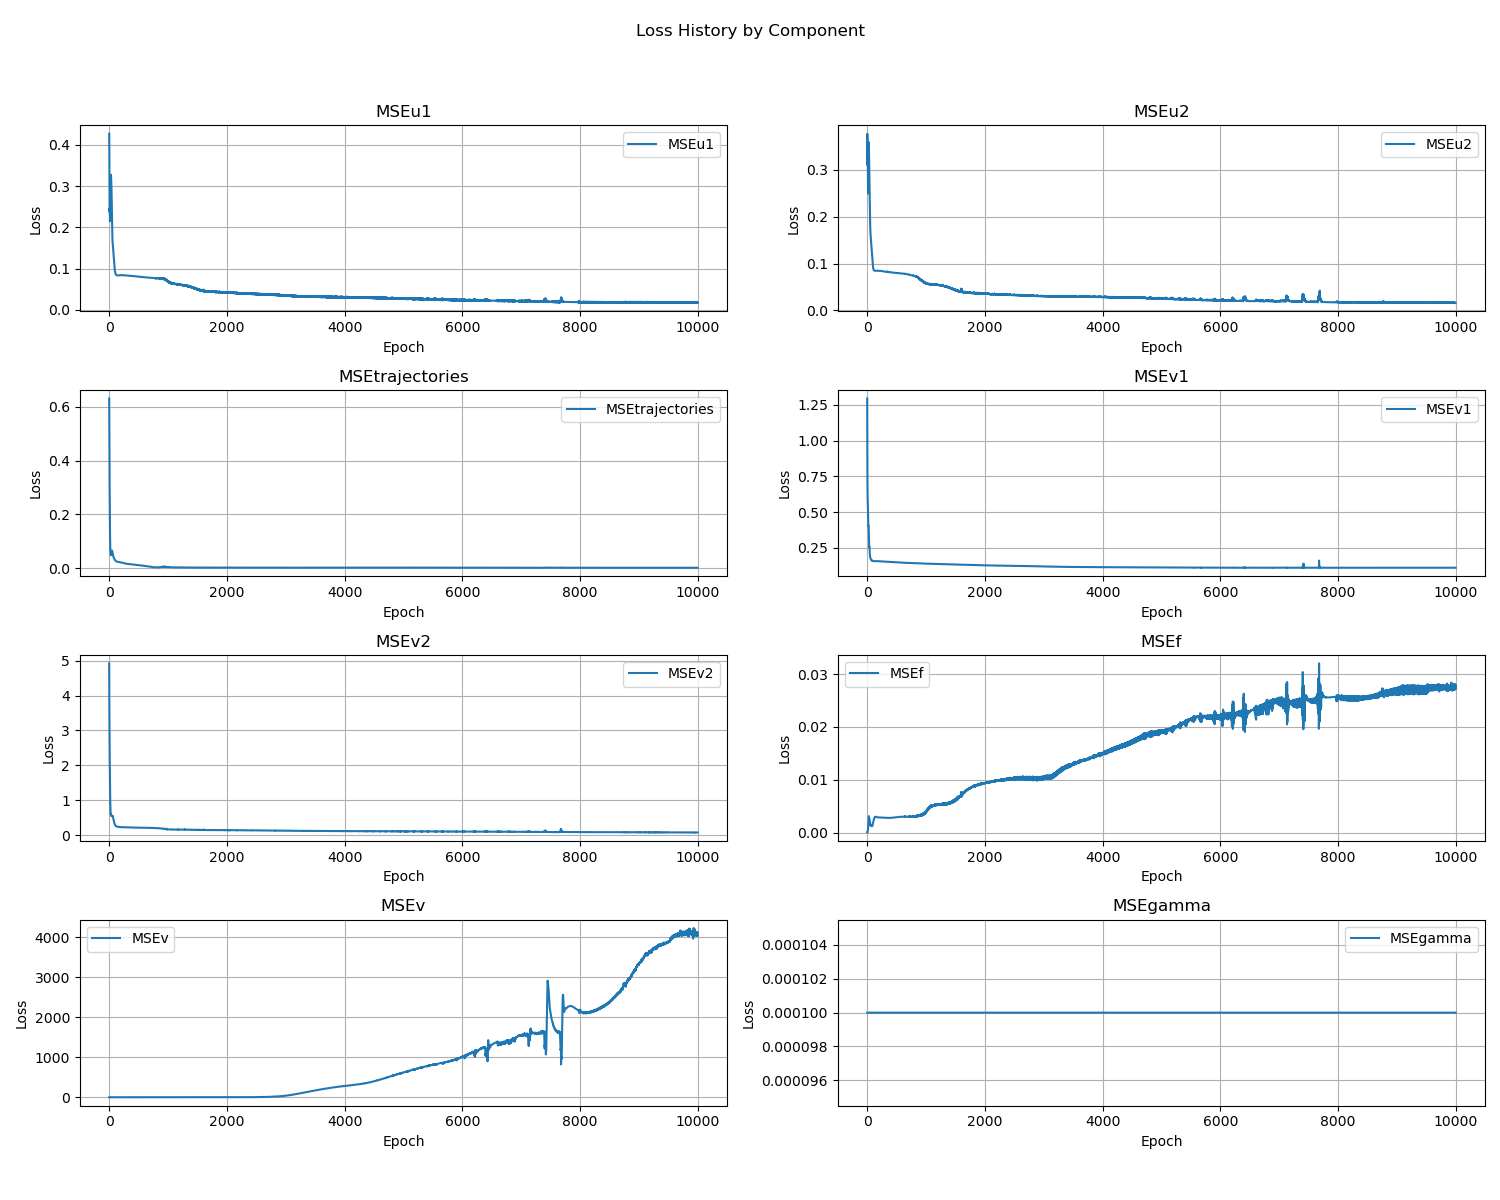 Loss History by Component
MSEu1
Loss
0.4
0.3
0.2
0.1
0.0
MSEu1
0 2000 4000 6000 8000 10000
Epoch
MSEu2
Loss
0.3
0.2
0.1
0.0
MSEu2
0 2000 4000 6000 8000 10000
Epoch
MSEtrajectories
Loss
0.6
0.4
0.2
0.0
MSEtrajectories
0 2000 4000 6000 8000 10000
Epoch
MSEv1
Loss
1.25
1.00
0.75
0.50
0.25
MSEv1
0 2000 4000 6000 8000 10000
Epoch
MSEv2
Loss
5
4
3
2
1
0
MSEv2
0 2000 4000 6000 8000 10000
Epoch
MSEf
Loss
0.03
0.02
0.01
0.00
MSEf
0 2000 4000 6000 8000 10000
Epoch
MSEv
Loss
4000
3000
2000
1000
0
MSEv
0 2000 4000 6000 8000 10000
Epoch
MSEgamma
Loss
0.000104
0.000102
0.000100
0.000098
0.000096
MSEgamma
0 2000 4000 6000 8000 10000
Epoch